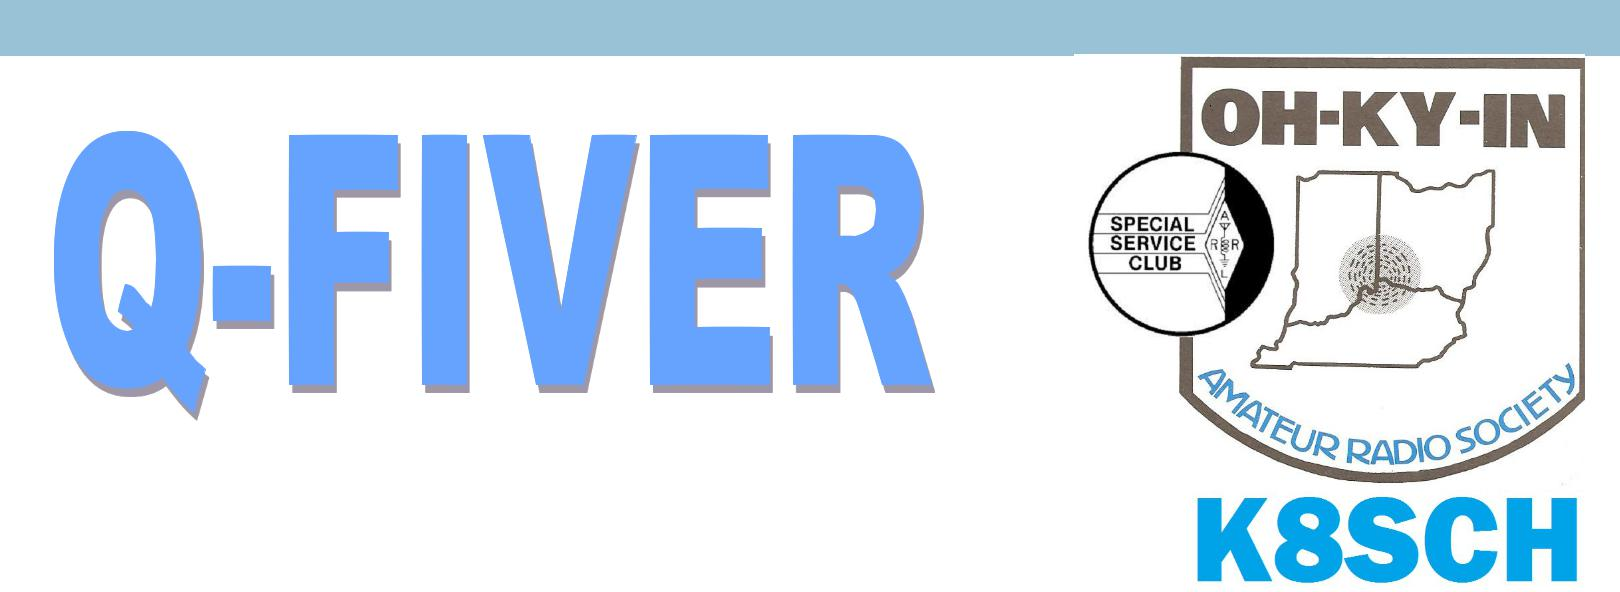 Q-FIVER
OH-KY-IN
SPECIAL
SERVICE
CLUB
A
R R
L
AMATEUR RADIO SOCIETY
K8SCH